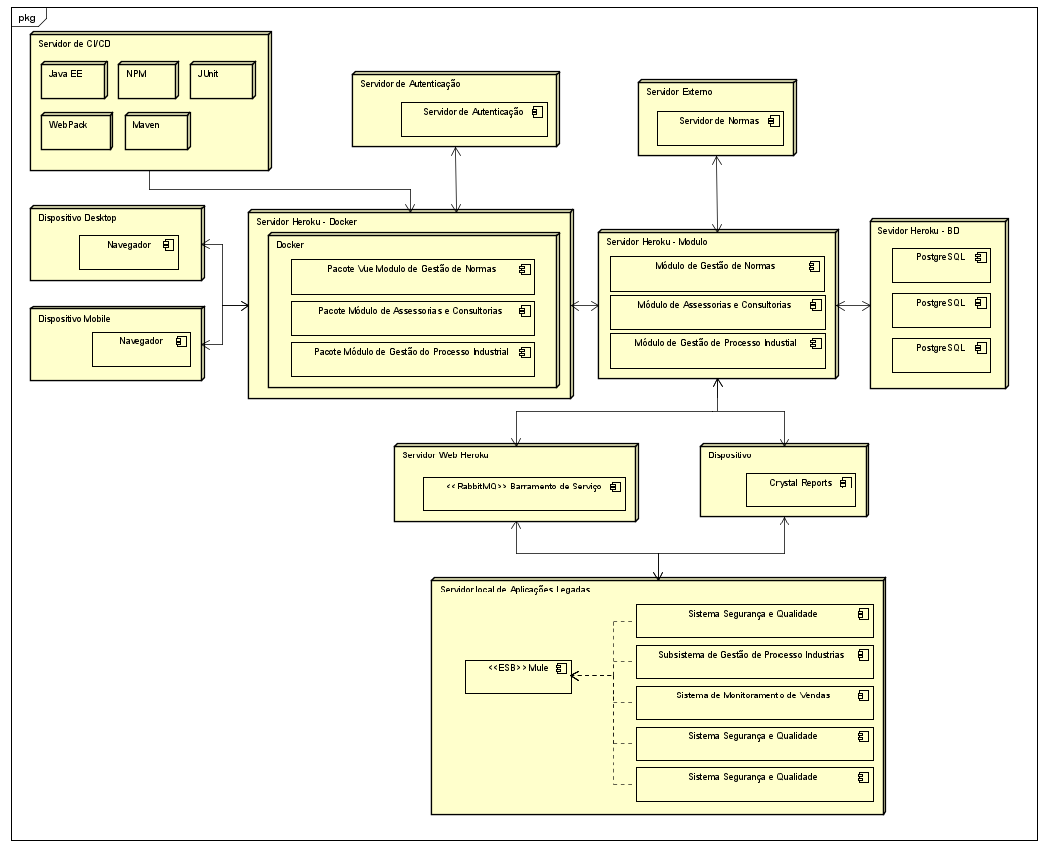 pkg
Servidor de CI/CD
Java EE
NPM
JUnit
WebPack
Maven
Servidor de Autenticação
Servidor de Autenticação
Servidor Externo
Servidor de Normas
Dispositivo Desktop
Navegador
Dispositivo Mobile
Navegador
Servidor Heroku - Docker
Docker
Pacote Vue Modulo de Gestão de Normas
Pacote Módulo de Assessorias e Consultorias
Pacote Módulo de Gestão do Processo Industrial
Servidor Heroku - Modulo
Módulo de Gestão de Normas
Módulo de Assessorias e Consultorias
Módulo de Gestão de Processo Industial
Sevidor Heroku - BD
PostgreSQL
PostgreSQL
PostgreSQL
Servidor Web Heroku
<<RabbitMQ>> Barramento de Serviço
Dispositivo
Crystal Reports
Servidor local de Aplicações Legadas
<<ESB>> Mule
Sistema Segurança e Qualidade
Subsistema de Gestão de Processo Industrias
Sistema de Monitoramento de Vendas
Sistema Segurança e Qualidade
Sistema Segurança e Qualidade